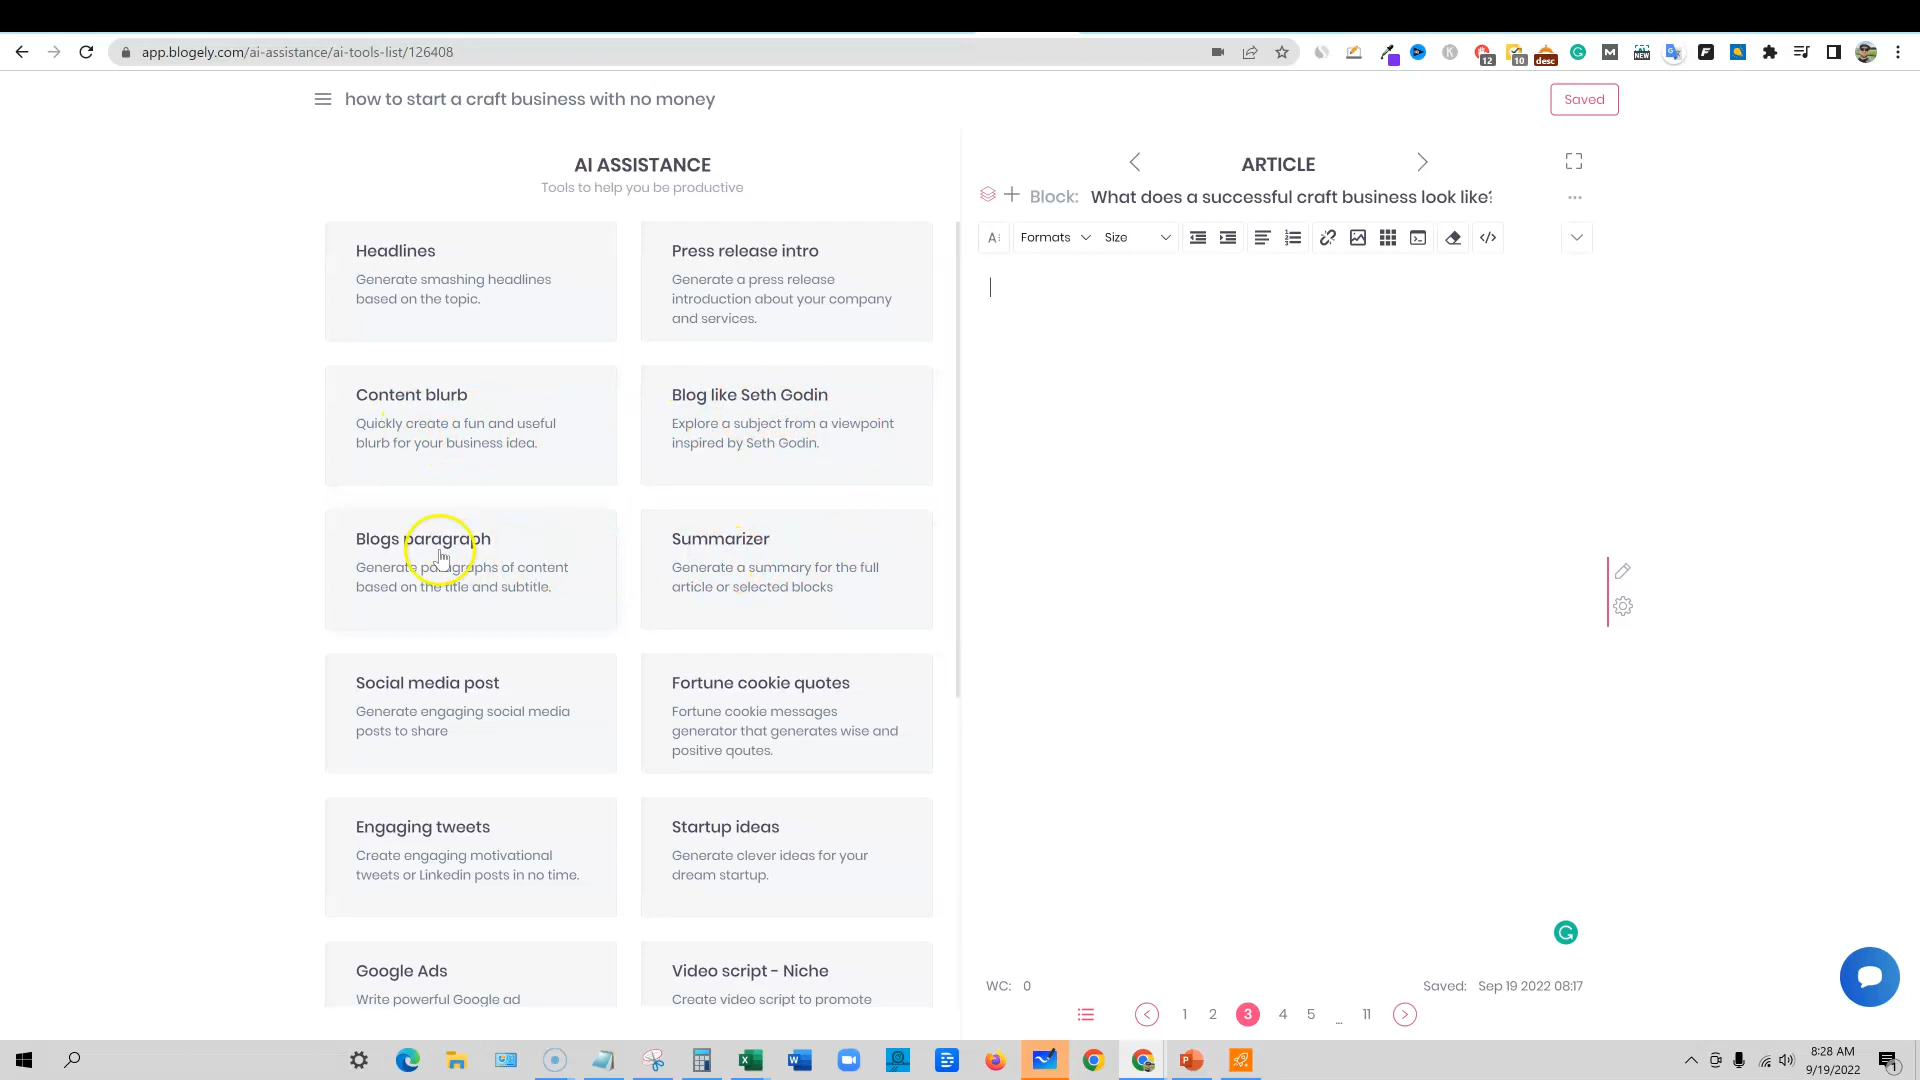 app.blogely.com/ai-assistance/ai-tools-list/126408
12
10
desc
NEW
how to start a craft business with no money
Saved
AI ASSISTANCE
Tools to help you be productive
Headlines
Generate smashing headlines
based on the topic.
Press release intro
Generate a press release
introduction about your company
and services.
Content blurb
Quickly create a fun and useful
blurb for your business idea.
Blog like Seth Godin
Explore a subject from a viewpoint
inspired by Seth Godin.
Blogs paragraph
Generate paragraphs of content
based on the title and subtitle.
Summarizer
Generate a summary for the full
article or selected blocks
Social media post
Generate engaging social media
posts to share
Fortune cookie quotes
Fortune cookie messages
generator that generates wise and
positive qoutes.
Engaging tweets
Create engaging motivational
tweets or Linkedin posts in no time.
Startup ideas
Generate clever ideas for your
dream startup.
Google Ads
Write powerful Google ad
Video script - Niche
Create video script to promote
ARTICLE
Block: What does a successful craft business look like?
Formats
Size
WC: 0
Saved: Sep 19 2022 08:17
1 2 3 4 5 ... 11
8:28 AM
9/19/2022